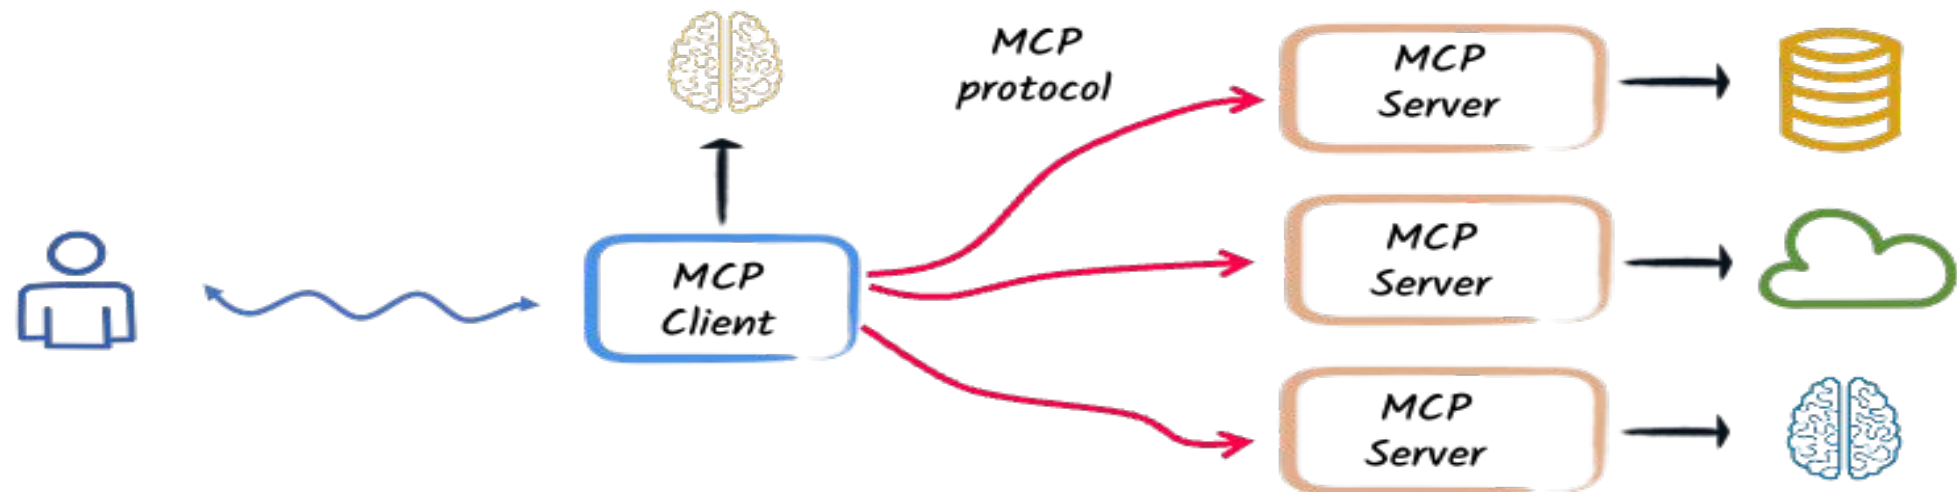 MCP
protocol
MCP
Server
MCP
Client
MCP
Server
MCP
Server